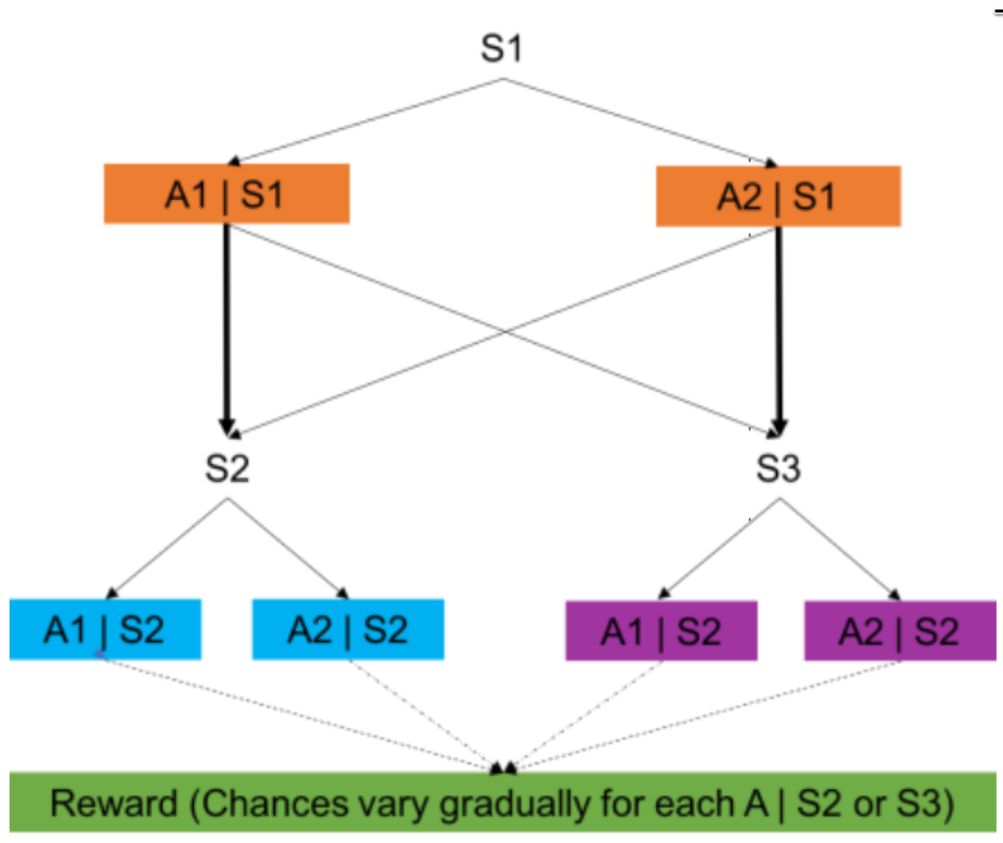 S1
A1 | S1
A2 | S1
S2
S3
A1 | S2
A2 | S2
A1 | S2
A2 | S2
Reward (Chances vary gradually for each A | S2 or S3)